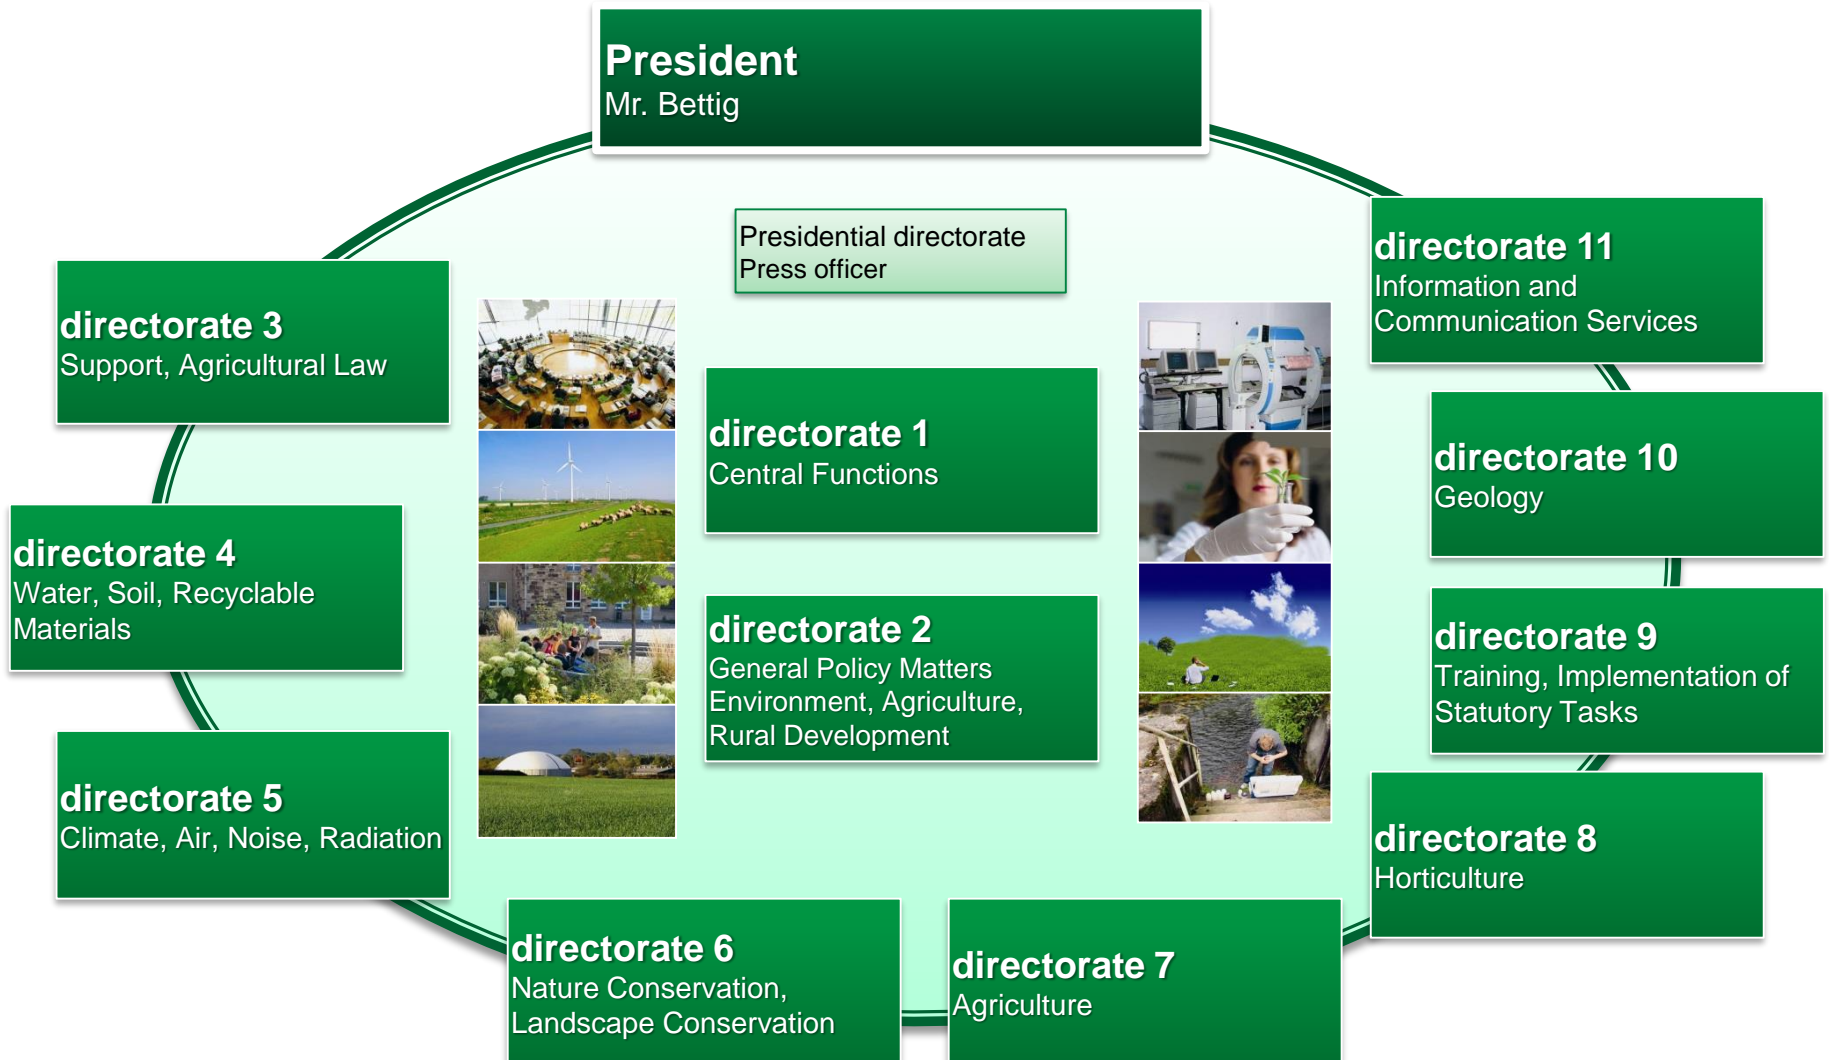 President
Mr. Bettig
Presidential directorate
Press officer
directorate 1
Central Functions
directorate 2
General Policy Matters
Environment, Agriculture,
Rural Development
directorate 3
Support, Agricultural Law
directorate 4
Water, Soil, Recyclable
Materials
directorate 5
Climate, Air, Noise, Radiation
directorate 6
Nature Conservation,
Landscape Conservation
directorate 7
Agriculture
directorate 8
Horticulture
directorate 9
Training, Implementation of
Statutory Tasks
directorate 10
Geology
directorate 11
Information and
Communication Services